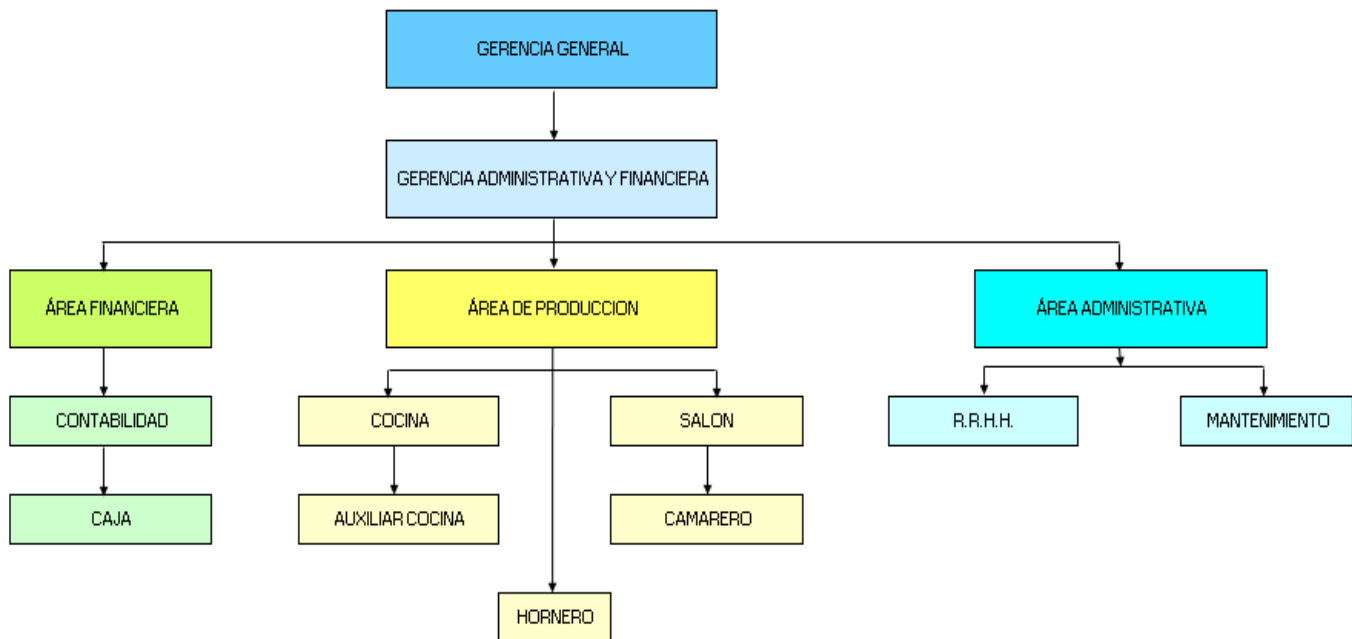 GERENCIA GENERAL
GERENCIA ADMINISTRATIVA Y FINANCIERA
ÁREA FINANCIERA
ÁREA DE PRODUCCION
ÁREA ADMINISTRATIVA
CONTABILIDAD
COCINA
SALON
R.R.H.H.
MANTENIMIENTO
CAJA
AUXILIAR COCINA
CAMARERO
HORNERO